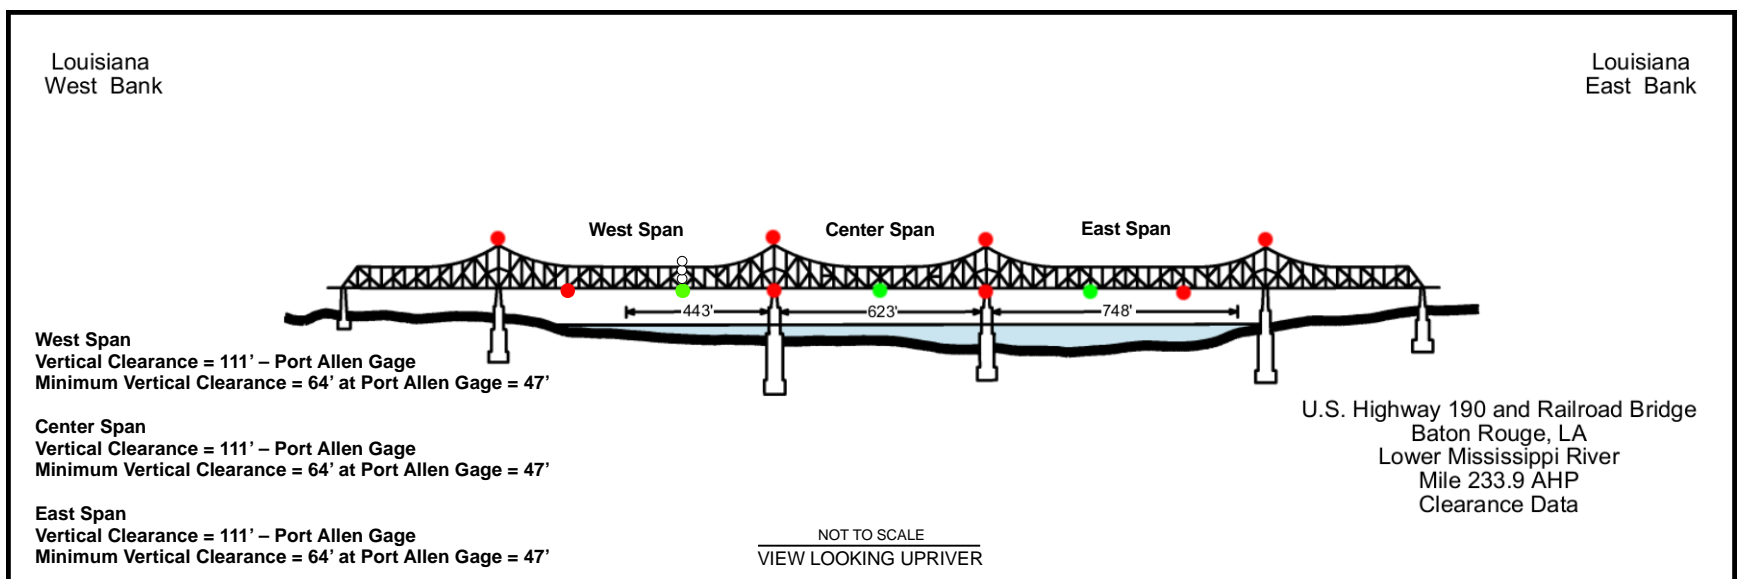 Louisiana
West Bank
Louisiana
East Bank
West Span
Center Span
East Span
443'
623'
748'
West Span
Vertical Clearance = 111’ – Port Allen Gage
Minimum Vertical Clearance = 64’ at Port Allen Gage = 47’
Center Span
Vertical Clearance = 111’ – Port Allen Gage
Minimum Vertical Clearance = 64’ at Port Allen Gage = 47’
East Span
Vertical Clearance = 111’ – Port Allen Gage
Minimum Vertical Clearance = 64’ at Port Allen Gage = 47’
U.S. Highway 190 and Railroad Bridge
Baton Rouge, LA
Lower Mississippi River
Mile 233.9 AHP
Clearance Data
NOT TO SCALE
VIEW LOOKING UPRIVER